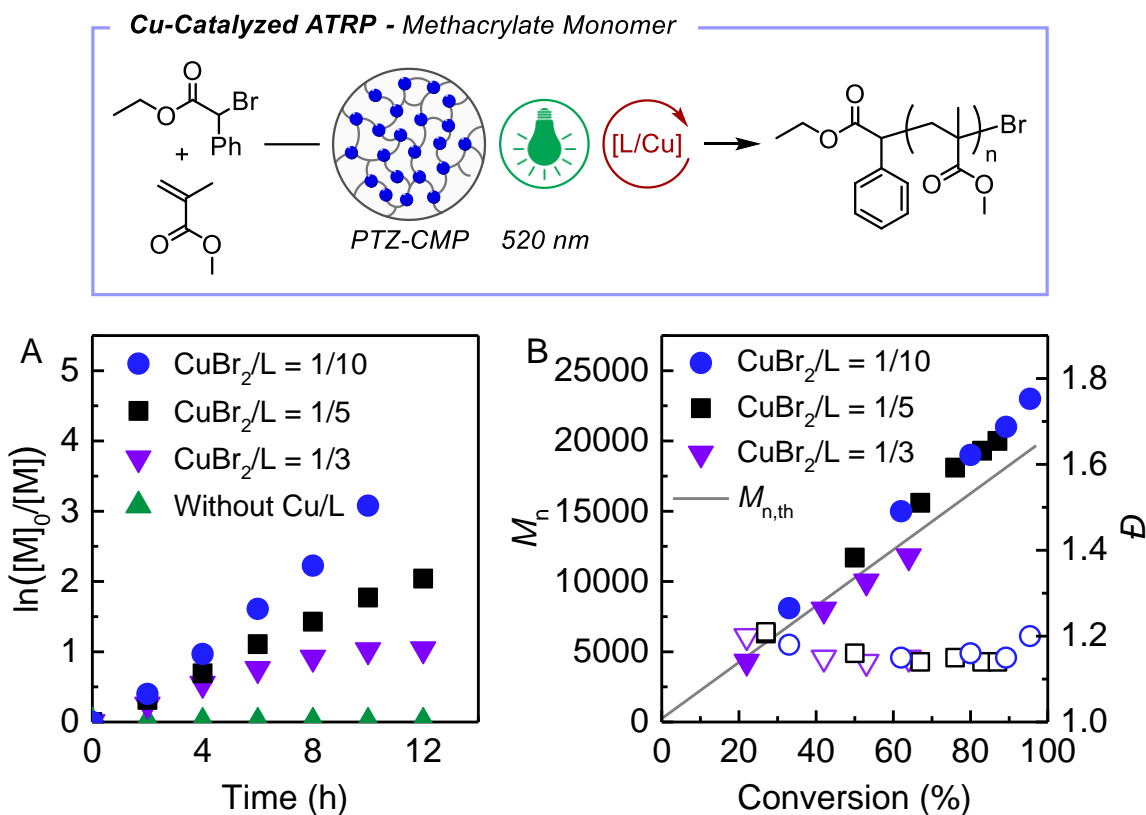 Cu-Catalyzed ATRP - Methacrylate Monomer
O
O
Br
Ph
+
O
O
PTZ-CMP
520 nm
[L/Cu]
O
O
Br
n
O
O
A
CuBr2/L = 1/10
CuBr2/L = 1/5
CuBr2/L = 1/3
Without Cu/L
ln([M]0/[M])
5
4
3
2
1
0
0 4 8 12
Time (h)
B
CuBr2/L = 1/10
CuBr2/L = 1/5
CuBr2/L = 1/3
Mn,th
Mn
25000
20000
15000
10000
5000
0
0 20 40 60 80 100
Conversion (%)
1.8
1.6
1.4
1.2
1.0
Đ